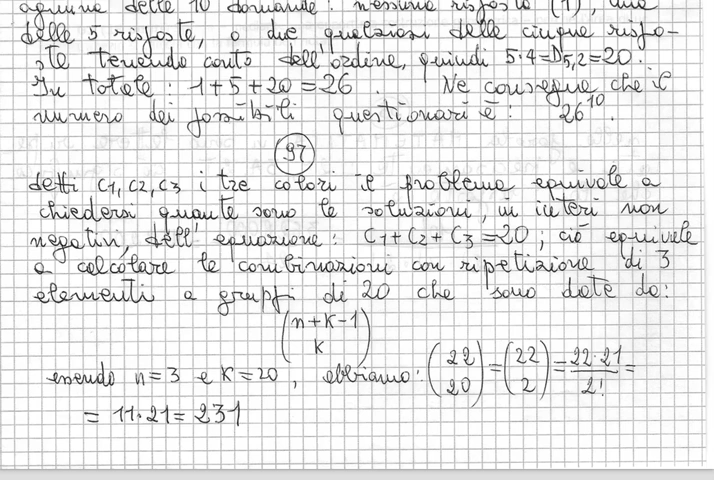 ognuna delle 10 domande: nessuna risposta (1), una
delle 5 risposte, o due qualsiasi delle cinque rispo-
ste tenendo conto dell'ordine, quindi 5·4=D5,2=20.
In totale: 1+5+20=26. Ne consegue che il
numero dei possibili questionari è: 26^10.
97
detti C1, C2, C3 i tre colori il problema equivale a
chiedersi quante sono le soluzioni, in interi non
negativi, dell'equazione: C1+C2+C3=20; ciò equivale
a calcolare le combinazioni con ripetizione di 3
elementi a gruppi di 20 che sono date da:
(n+k-1
k)
essendo n=3 e k=20, abbiamo: (22 20)=(22 2)=22·21/2!=
= 11·21=231